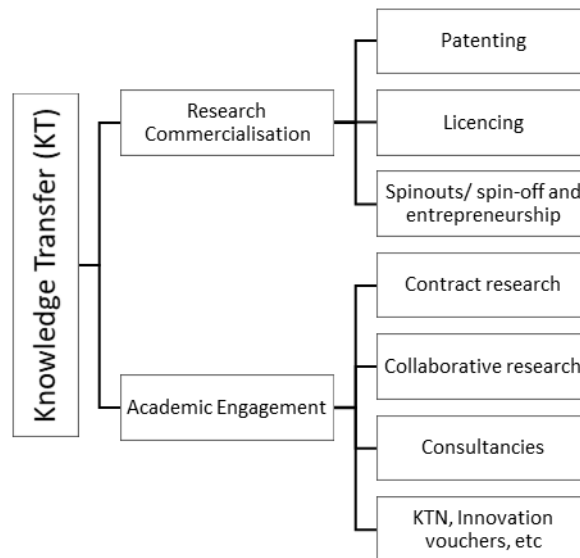 Knowledge Transfer (KT)
Research
Commercialisation
Patenting
Licencing
Spinouts/ spin-off and
entrepreneurship
Academic Engagement
Contract research
Collaborative research
Consultancies
KTN, Innovation
vouchers, etc